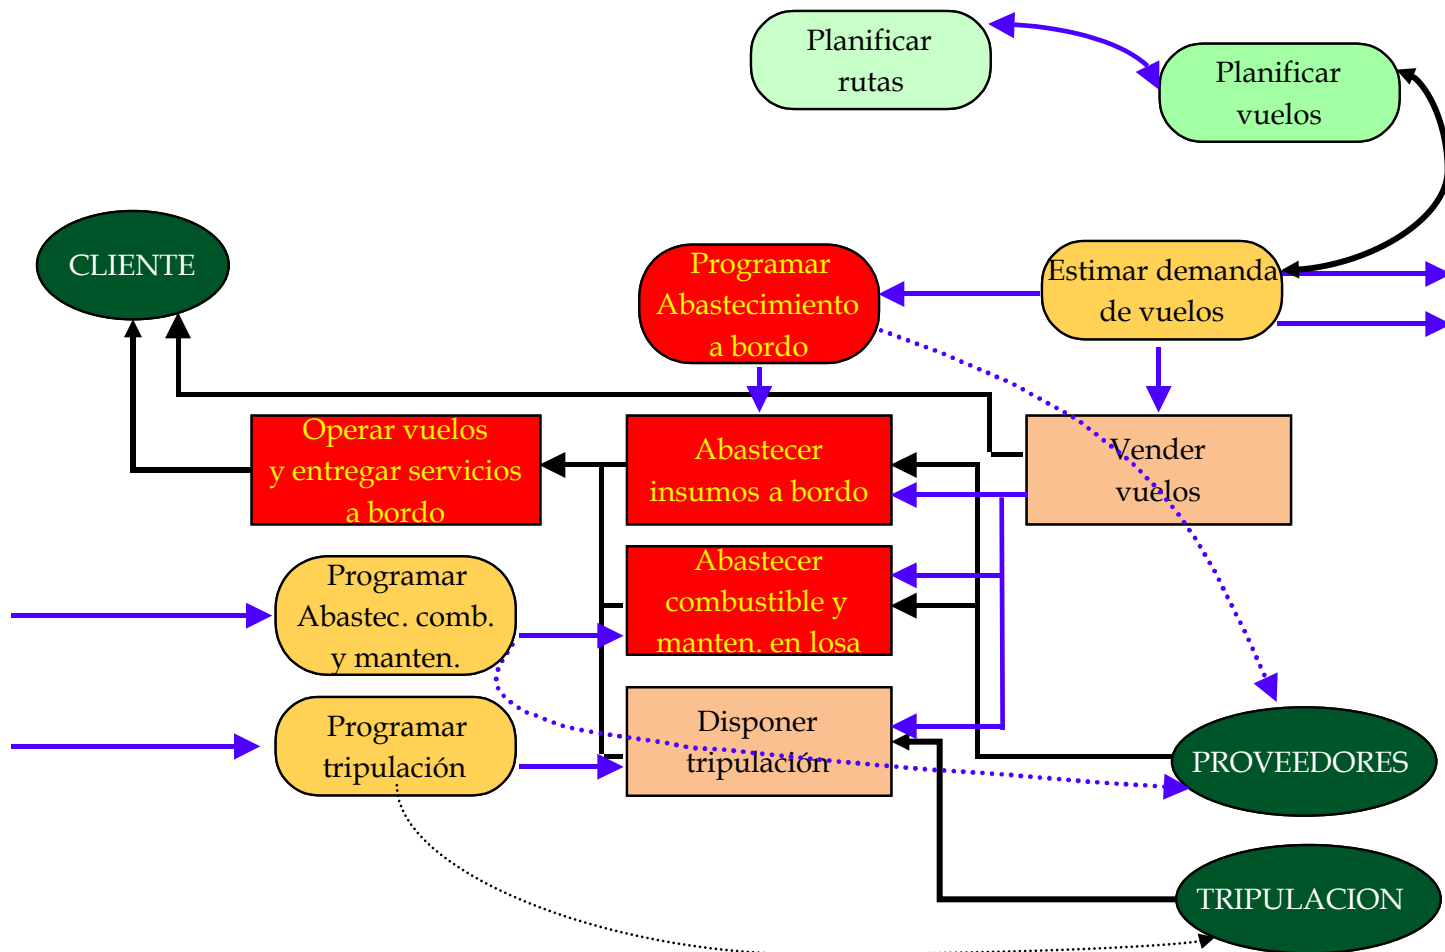 Planificar
rutas
Planificar
vuelos
CLIENTE
Programar
Abastecimiento
a bordo
Estimar demanda
de vuelos
Operar vuelos
y entregar servicios
a bordo
Abastecer
insumos a bordo
Vender
vuelos
Programar
Abastec. comb.
y manten.
Abastecer
combustible y
manten. en losa
Programar
tripulación
Disponer
tripulación
PROVEEDORES
TRIPULACION